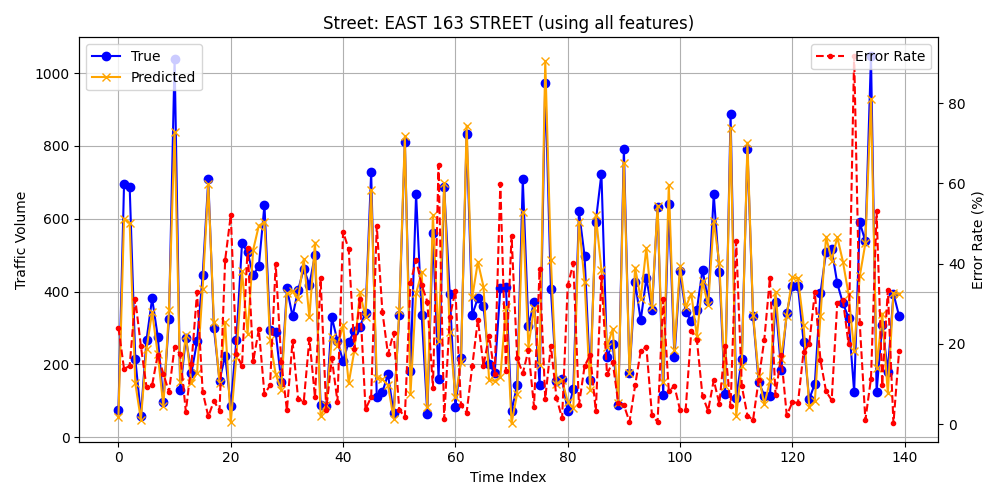 Street: EAST 163 STREET (using all features)
True
Predicted
Error Rate
Traffic Volume
1000
800
600
400
200
0
80
60
40
20
0
Error Rate (%)
0 20 40 60 80 100 120 140
Time Index